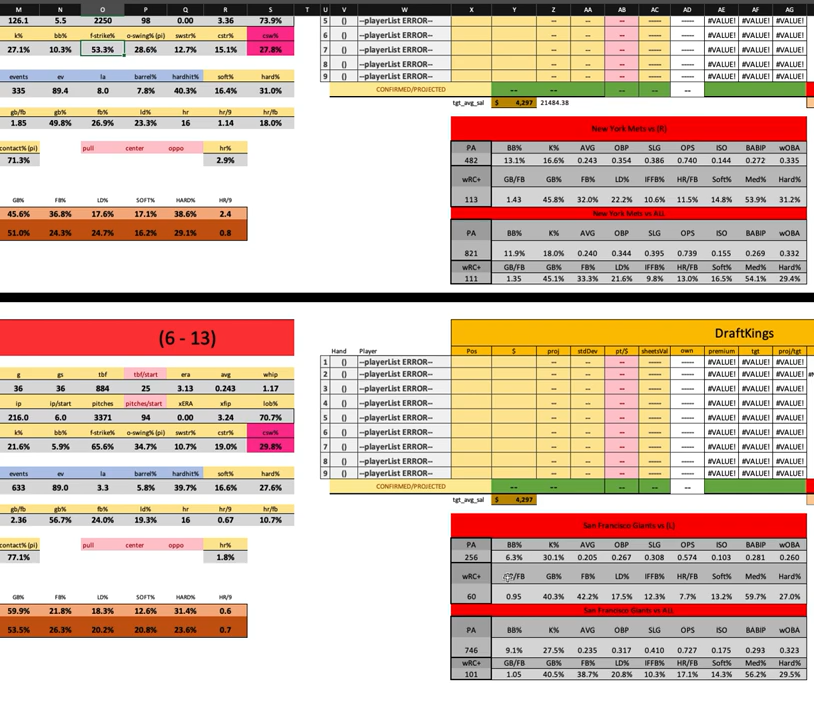 M N O P Q R S T U V W X Y Z AA AB AC AD AE AF AG
126.1 5.5 2250 98 0.00 3.36 73.9% 5 () --playerList ERROR-- -- -- -- ----- ----- #VALUE! #VALUE! #VALUE!
k% bb% f-strike% o-swing% (pi) swstr% cstr% csw% 6 () --playerList ERROR-- -- -- -- ----- ----- #VALUE! #VALUE! #VALUE!
27.1% 10.3% 53.3% 28.6% 12.7% 15.1% 27.8% 7 () --playerList ERROR-- -- -- -- ----- ----- #VALUE! #VALUE! #VALUE!
8 () --playerList ERROR-- -- -- -- ----- ----- #VALUE! #VALUE! #VALUE!
events ev la barrel% hardhit% soft% hard% 9 () --playerList ERROR-- -- -- -- ----- ----- #VALUE! #VALUE! #VALUE!
335 89.4 8.0 7.8% 40.3% 16.4% 31.0% CONFIRMED/PROJECTED -- -- -- -- --
tgt_avg_sal $ 4,297 21484.38
gb/fb gb% fb% ld% hr hr/9 hr/fb
1.85 49.8% 26.9% 23.3% 16 1.14 18.0% New York Mets vs (R)
contact% (pi) pull center oppo hr% PA BB% K% AVG OBP SLG OPS ISO BABIP wOBA
71.3% 2.9% 482 13.1% 16.6% 0.243 0.354 0.386 0.740 0.144 0.272 0.335
wRC+ GB/FB GB% FB% LD% IFFB% HR/FB Soft% Med% Hard%
GB% FB% LD% SOFT% HARD% HR/9 113 1.43 45.8% 32.0% 22.2% 10.6% 11.5% 14.8% 53.9% 31.2%
45.6% 36.8% 17.6% 17.1% 38.6% 2.4 New York Mets vs ALL
51.0% 24.3% 24.7% 16.2% 29.1% 0.8 PA BB% K% AVG OBP SLG OPS ISO BABIP wOBA
821 11.9% 18.0% 0.240 0.344 0.395 0.739 0.155 0.269 0.332
wRC+ GB/FB GB% FB% LD% IFFB% HR/FB Soft% Med% Hard%
111 1.35 45.1% 33.3% 21.6% 9.8% 13.0% 16.5% 54.1% 29.4%
(6 - 13) DraftKings
Hand Player Pos $ proj stdDev pt/$ sheetsVal own premium tgt proj/tgt
1 () --playerList ERROR-- -- -- -- ----- ----- #VALUE! #VALUE! #VALUE!
g gs tbf tbf/start era avg whip 2 () --playerList ERROR-- -- -- -- ----- ----- #VALUE! #VALUE! #VALUE!
36 36 884 25 3.13 0.243 1.17 3 () --playerList ERROR-- -- -- -- ----- ----- #VALUE! #VALUE! #VALUE!
ip ip/start pitches pitches/start xERA xfip lob% 4 () --playerList ERROR-- -- -- -- ----- ----- #VALUE! #VALUE! #VALUE!
216.0 6.0 3371 94 0.00 3.24 70.7% 5 () --playerList ERROR-- -- -- -- ----- ----- #VALUE! #VALUE! #VALUE!
k% bb% f-strike% o-swing% (pi) swstr% cstr% csw% 6 () --playerList ERROR-- -- -- -- ----- ----- #VALUE! #VALUE! #VALUE!
21.6% 5.9% 65.6% 34.7% 10.7% 19.0% 29.8% 7 () --playerList ERROR-- -- -- -- ----- ----- #VALUE! #VALUE! #VALUE!
8 () --playerList ERROR-- -- -- -- ----- ----- #VALUE! #VALUE! #VALUE!
events ev la barrel% hardhit% soft% hard% 9 () --playerList ERROR-- -- -- -- ----- ----- #VALUE! #VALUE! #VALUE!
633 89.0 3.3 5.8% 39.7% 16.6% 27.6% CONFIRMED/PROJECTED -- -- -- -- --
tgt_avg_sal $ 4,297
gb/fb gb% fb% ld% hr hr/9 hr/fb
2.36 56.7% 24.0% 19.3% 16 0.67 10.7% San Francisco Giants vs (L)
contact% (pi) pull center oppo hr% PA BB% K% AVG OBP SLG OPS ISO BABIP wOBA
77.1% 1.8% 256 6.3% 30.1% 0.205 0.267 0.308 0.574 0.103 0.281 0.260
wRC+ GB/FB GB% FB% LD% IFFB% HR/FB Soft% Med% Hard%
GB% FB% LD% SOFT% HARD% HR/9 60 0.95 40.3% 42.2% 17.5% 12.3% 7.7% 13.2% 59.7% 27.0%
59.9% 21.8% 18.3% 12.6% 31.4% 0.6 San Francisco Giants vs ALL
53.5% 26.3% 20.2% 20.8% 23.6% 0.7 PA BB% K% AVG OBP SLG OPS ISO BABIP wOBA
746 9.1% 27.5% 0.235 0.317 0.410 0.727 0.175 0.293 0.323
wRC+ GB/FB GB% FB% LD% IFFB% HR/FB Soft% Med% Hard%
101 1.05 40.5% 38.7% 20.8% 10.3% 17.1% 14.3% 56.2% 29.5%